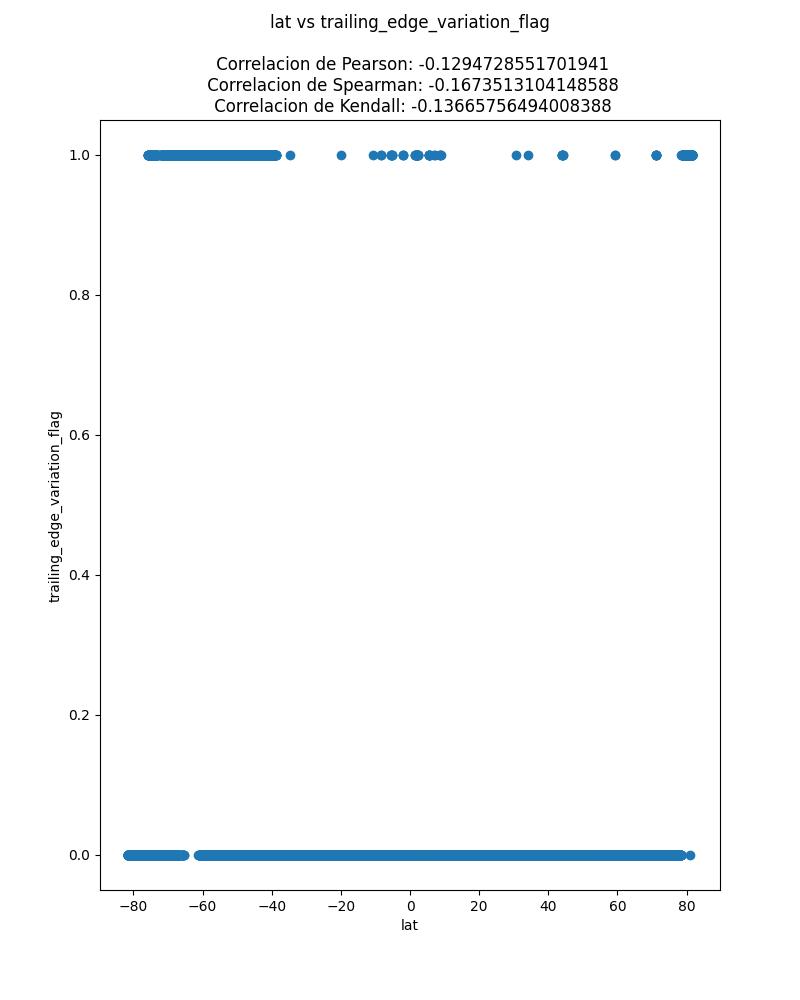 lat vs trailing_edge_variation_flag
Correlacion de Pearson: -0.1294728551701941
Correlacion de Spearman: -0.1673513104148588
Correlacion de Kendall: -0.13665756494008388
1.0
0.8
0.6
0.4
0.2
0.0
trailing_edge_variation_flag
−80 −60 −40 −20 0 20 40 60 80
lat